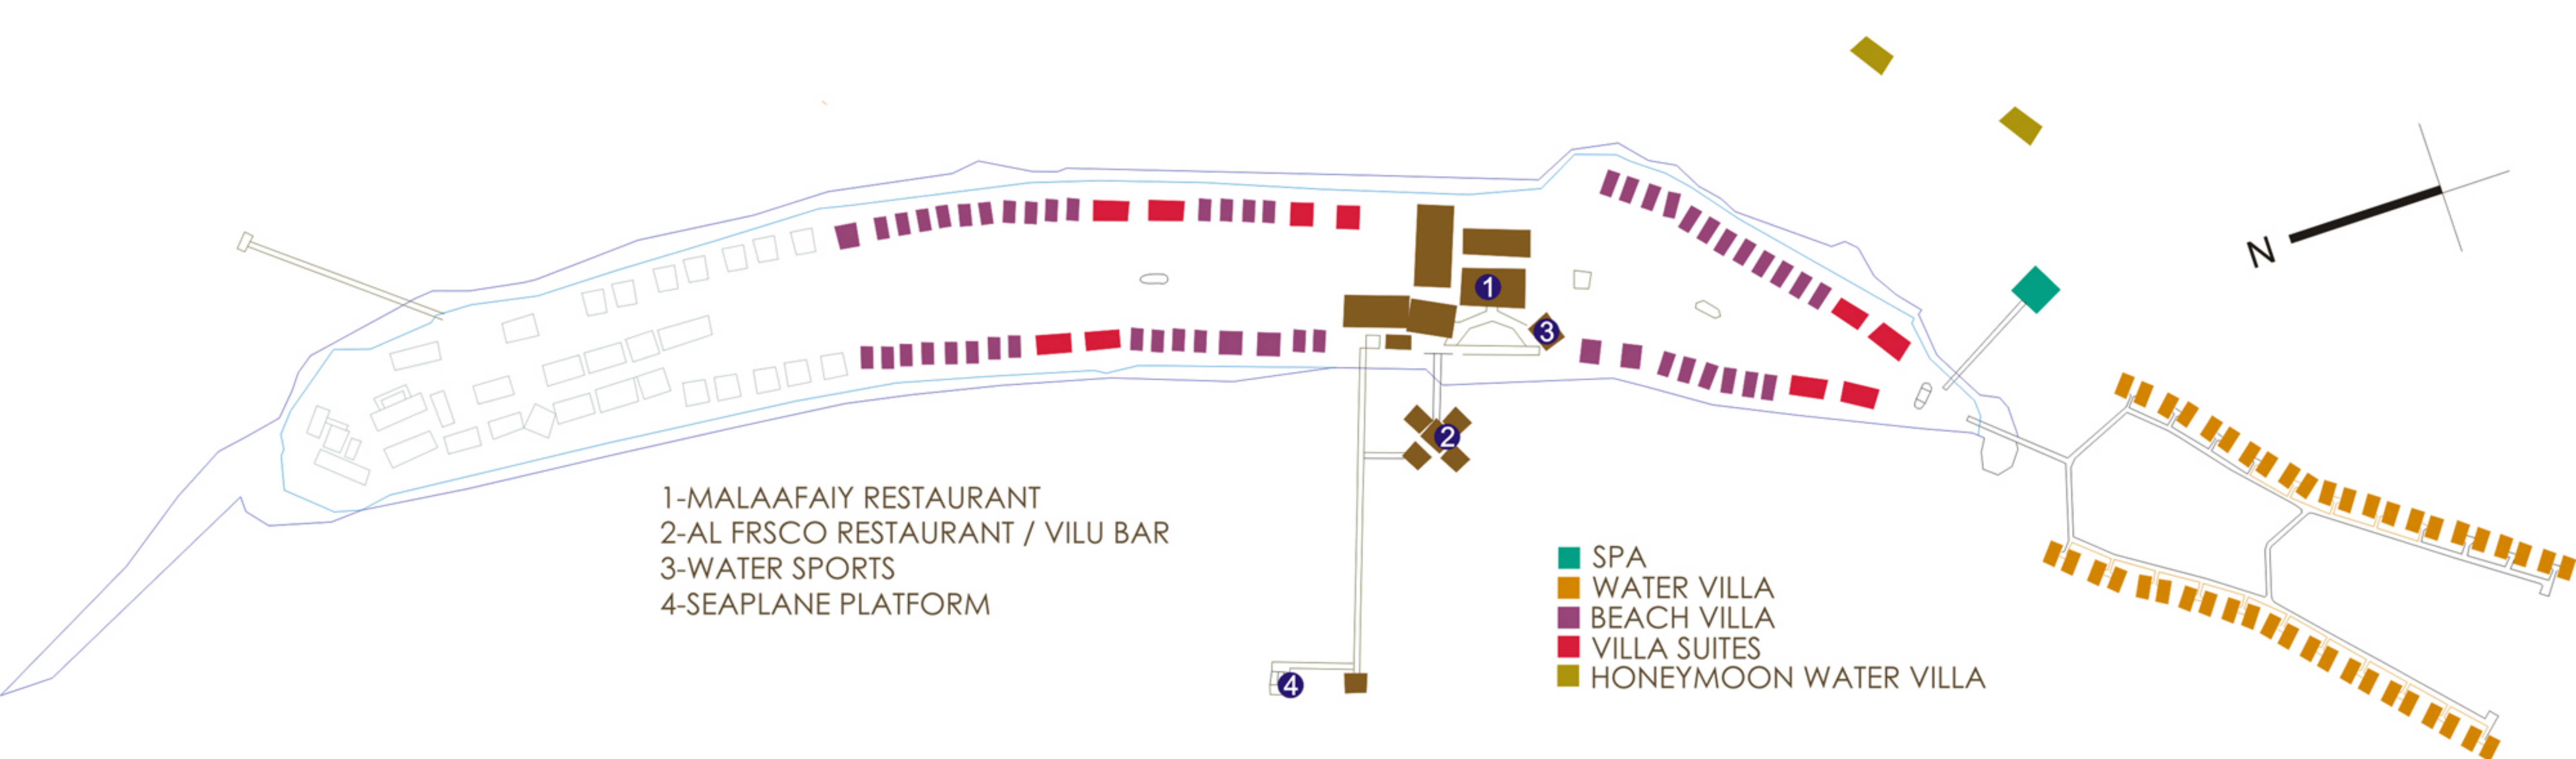 N
1
3
2
4
1-MALAAFAIY RESTAURANT
2-AL FRSCO RESTAURANT / VILU BAR
3-WATER SPORTS
4-SEAPLANE PLATFORM
SPA
WATER VILLA
BEACH VILLA
VILLA SUITES
HONEYMOON WATER VILLA